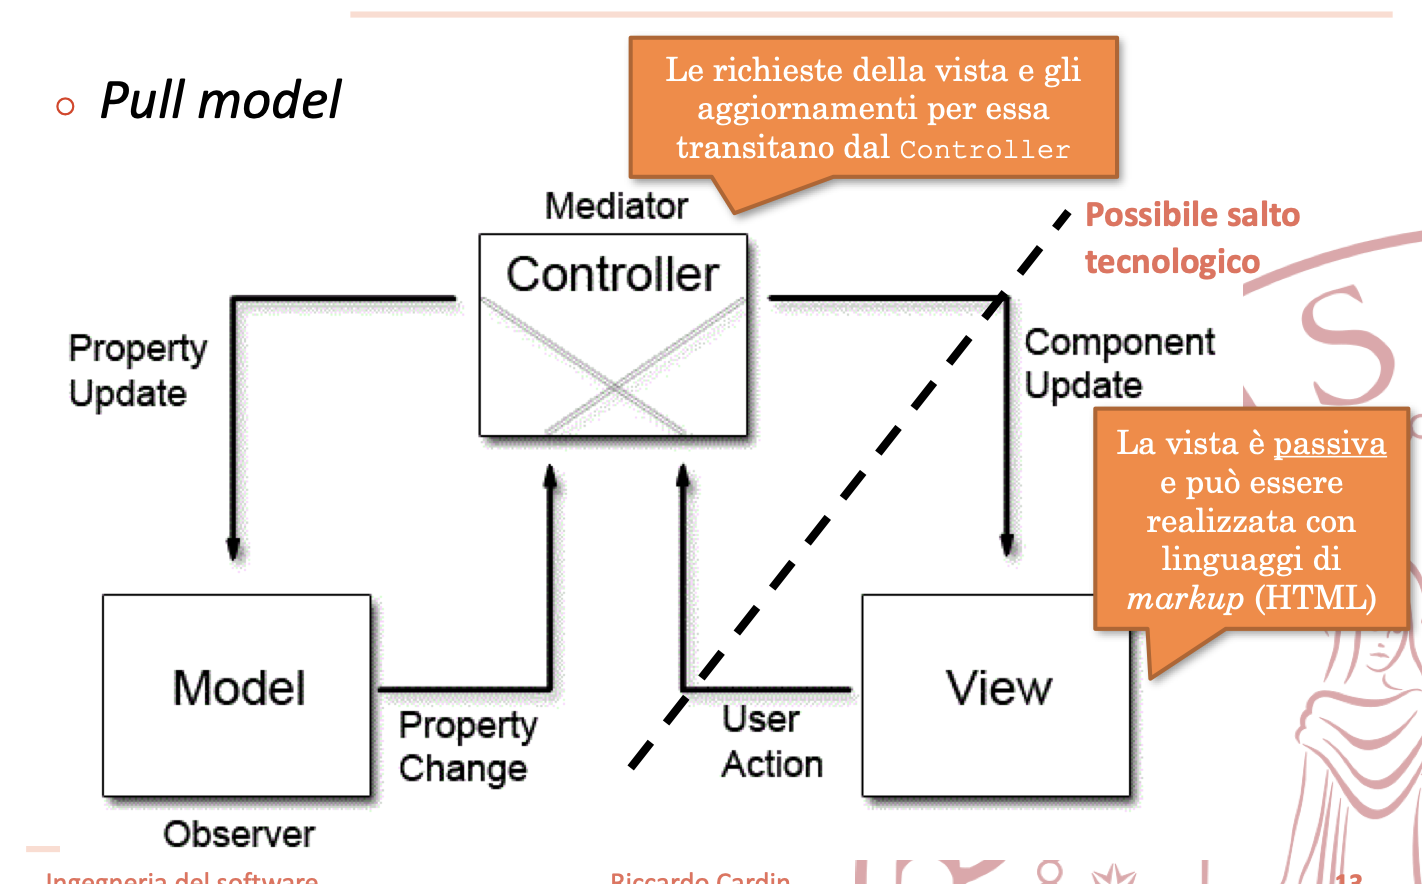 Pull model
Le richieste della vista e gli
aggiornamenti per essa
transitano dal Controller
Mediator
Controller
Possibile salto
tecnologico
Property
Update
Component
Update
La vista è passiva
e può essere
realizzata con
linguaggi di
markup (HTML)
Model
View
Property
Change
User
Action
Observer
Ingegneria del software
Riccardo Cardin
13